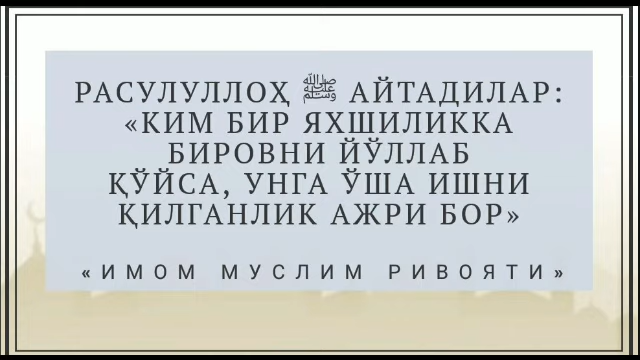 РАСУЛУЛЛОҲ ﷺ АЙТАДИЛАР:
«КИМ БИР ЯХШИЛИККА
БИРОВНИ ЙЎЛЛАБ
ҚЎЙСА, УНГА ЎША ИШНИ
ҚИЛГАНЛИК АЖРИ БОР»
«ИМОМ МУСЛИМ РИВОЯТИ»